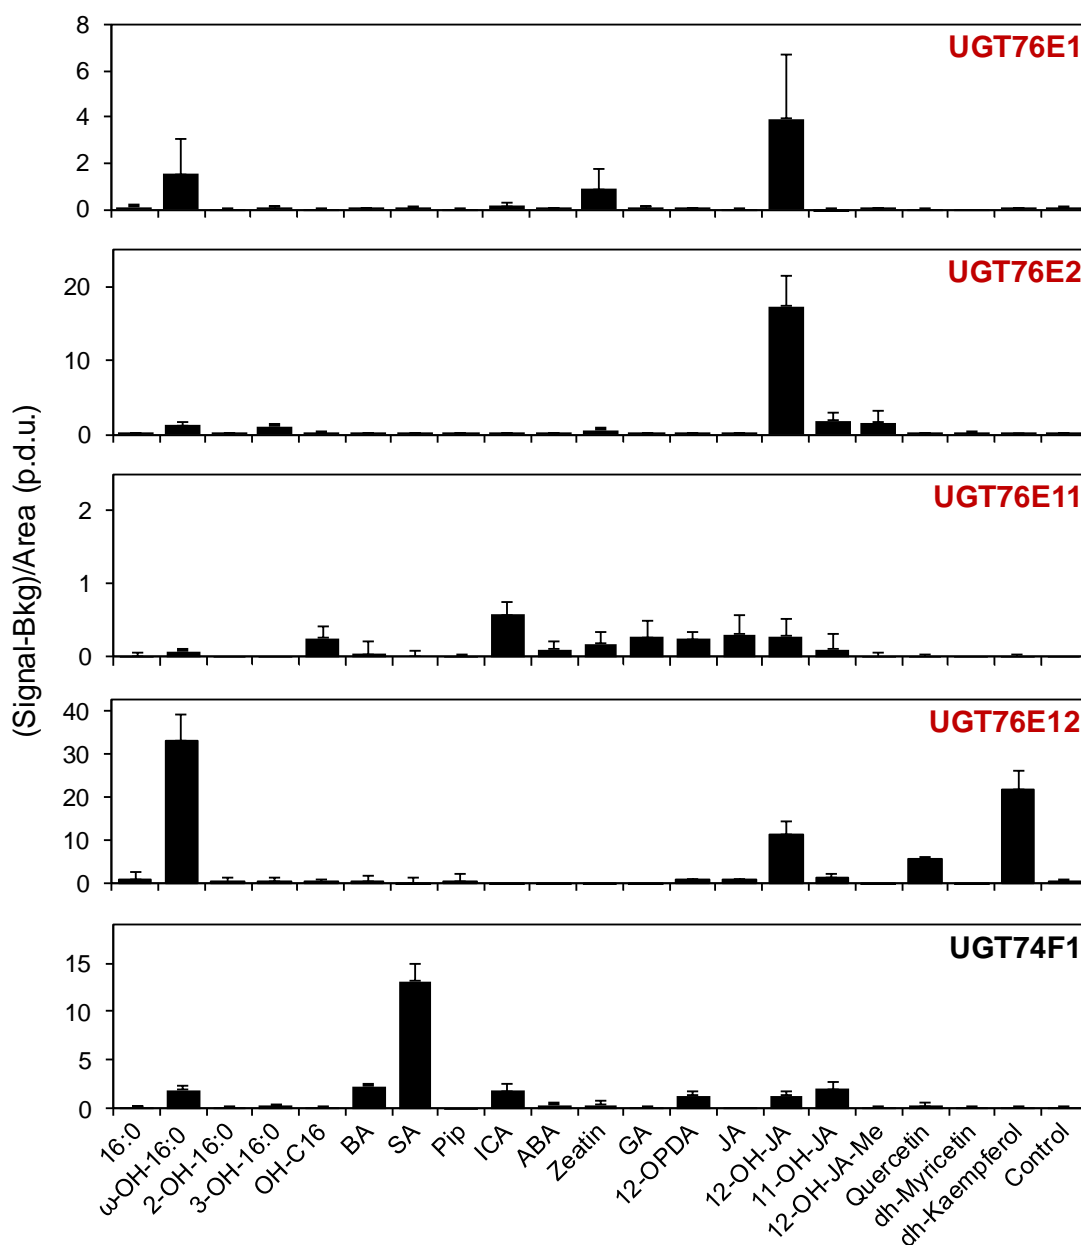 (Signal-Bkg)/Area (p.d.u.)
UGT76E1
8
6
4
2
0
UGT76E2
20
10
0
UGT76E11
2
1
0
UGT76E12
40
30
20
10
0
UGT74F1
15
10
5
0
16:0
ω-OH-16:0
2-OH-16:0
3-OH-16:0
OH-C16
BA
SA
Pip
ICA
ABA
Zeatin
GA
12-OPDA
JA
12-OH-JA
11-OH-JA
12-OH-JA-Me
Quercetin
dh-Myricetin
dh-Kaempferol
Control